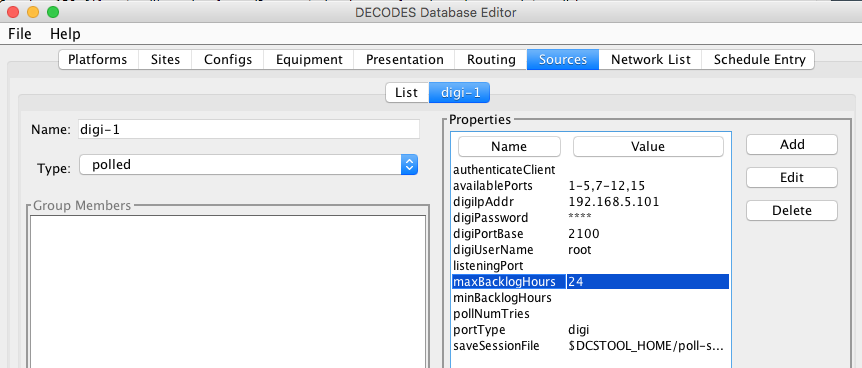 DECODES Database Editor
File Help
Platforms Sites Configs Equipment Presentation Routing Sources Network List Schedule Entry
List digi-1
Name: digi-1
Type: polled
Group Members
Properties
Name Value
authenticateClient
availablePorts 1-5,7-12,15
digiIpAddr 192.168.5.101
digiPassword ****
digiPortBase 2100
digiUserName root
listeningPort
maxBacklogHours 24
minBacklogHours
pollNumTries
portType digi
saveSessionFile $DCSTOOL_HOME/poll-s...
Add
Edit
Delete